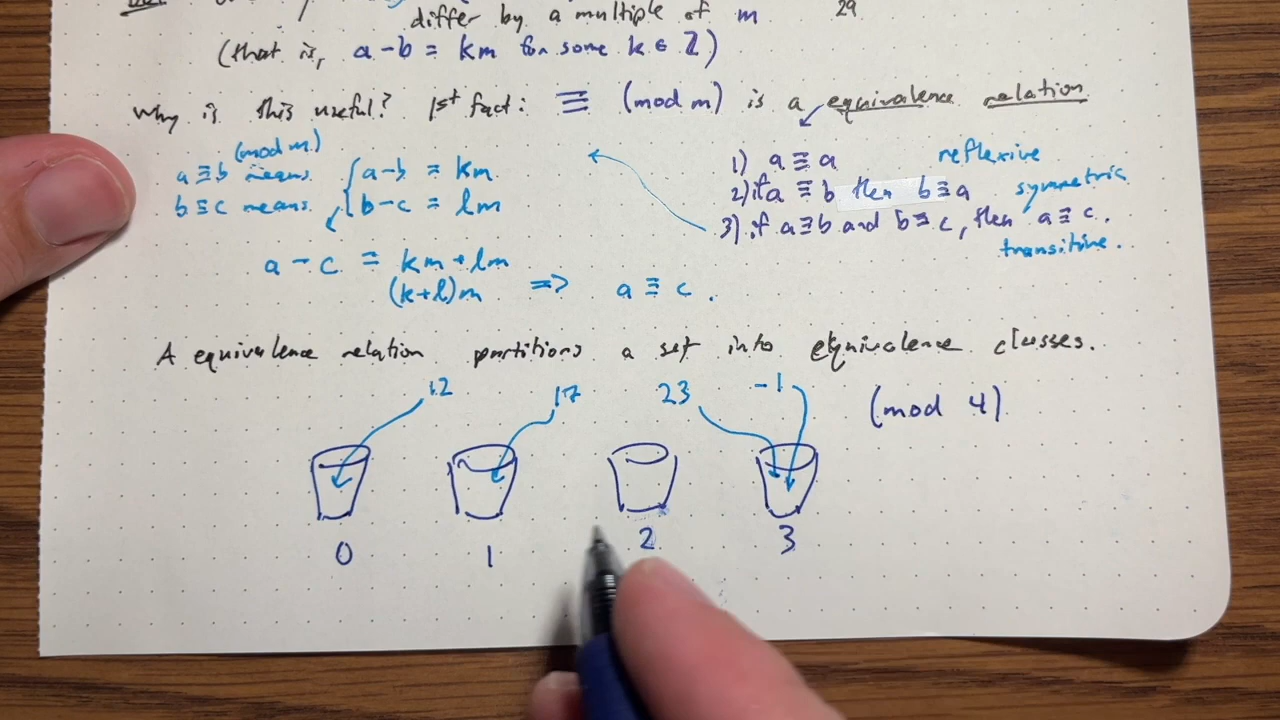 differ by a multiple of m 29
(that is, a-b = km for some k ∈ ℤ)
Why is this useful? 1st fact: ≡ (mod m) is a equivalence relation
(mod m)
a≡b means a-b = km
b≡c means b-c = lm
a - c = km + lm
(k+l)m => a ≡ c.
1) a ≡ a reflexive
2) if a ≡ b then b≡a symmetric
3) if a≡b and b≡c, then a≡c.
transitive.
A equivalence relation partitions a set into equivalence classes.
12 17 23 -1 (mod 4)
0 1 2 3